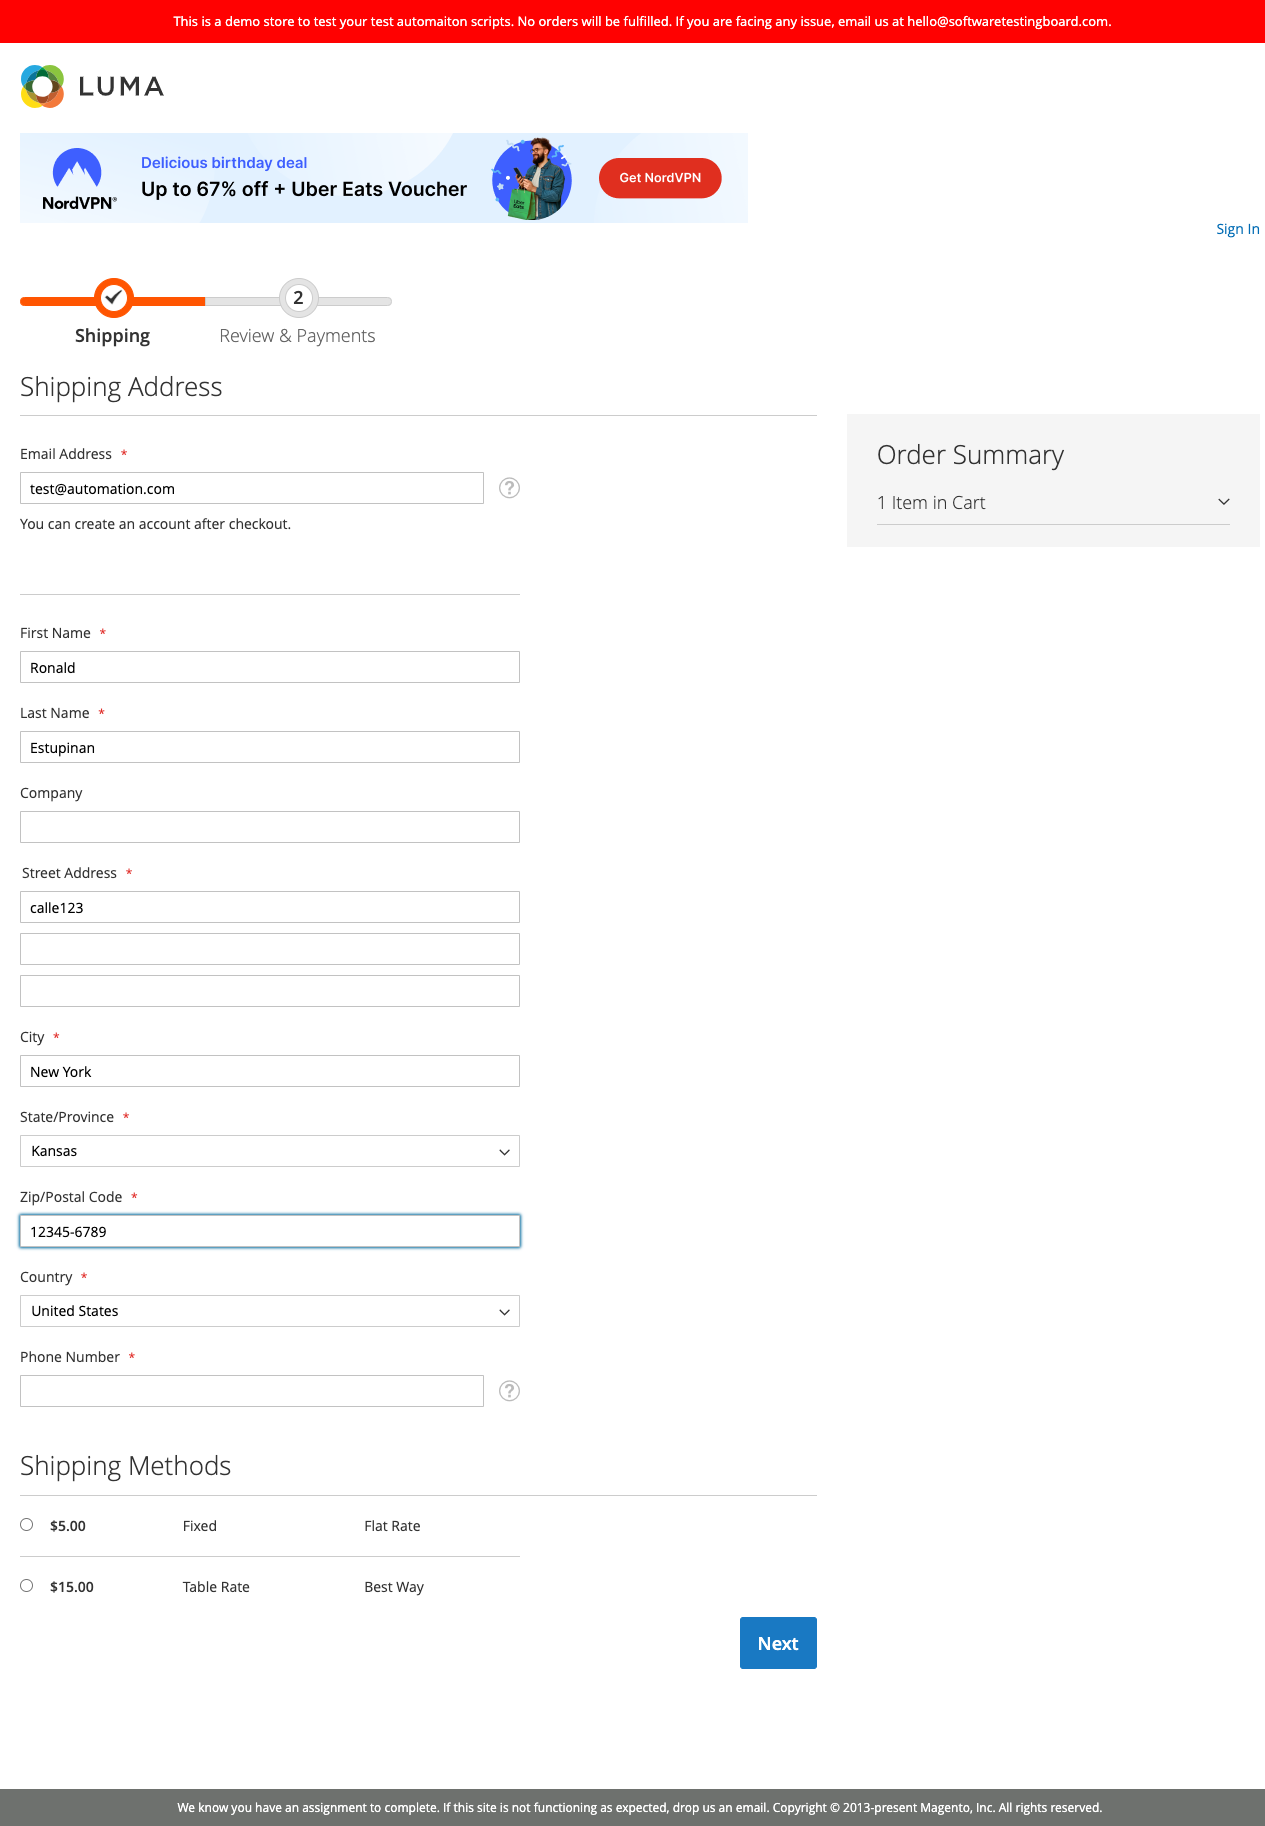 This is a demo store to test your test automaiton scripts. No orders will be fulfilled. If you are facing any issue, email us at hello@softwaretestingboard.com.
LUMA
NordVPN®
Delicious birthday deal
Up to 67% off + Uber Eats Voucher
Uber Eats
Get NordVPN
Sign In
2
Shipping
Review & Payments
Shipping Address
Order Summary
1 Item in Cart
Email Address *
test@automation.com
?
You can create an account after checkout.
First Name *
Ronald
Last Name *
Estupinan
Company
Street Address *
calle123
City *
New York
State/Province *
Kansas
Zip/Postal Code *
12345-6789
Country *
United States
Phone Number *
?
Shipping Methods
$5.00 Fixed Flat Rate
$15.00 Table Rate Best Way
Next
We know you have an assignment to complete. If this site is not functioning as expected, drop us an email. Copyright © 2013-present Magento, Inc. All rights reserved.